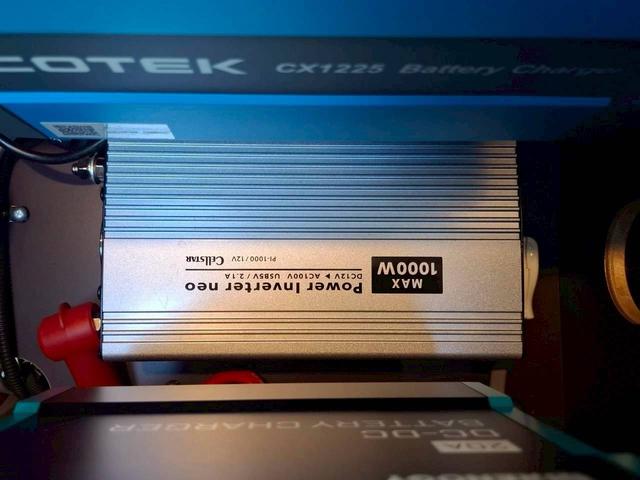 COTEK CX1225 Battery Charger
MAX
1000W
Power Inverter neo
DC12V ▶ AC100V USB5V / 2.1A
CELLSTAR PI-1000 / 12V
20A
DC-DC
BATTERY CHARGER